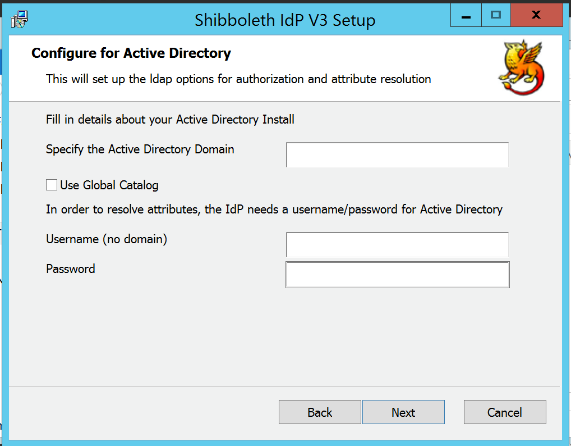 Shibboleth IdP V3 Setup
Configure for Active Directory
This will set up the ldap options for authorization and attribute resolution
Fill in details about your Active Directory Install
Specify the Active Directory Domain
Use Global Catalog
In order to resolve attributes, the IdP needs a username/password for Active Directory
Username (no domain)
Password
Back Next Cancel